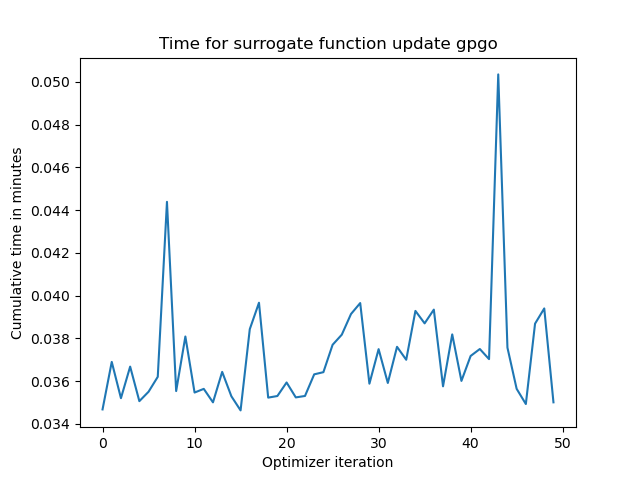 Time for surrogate function update gpgo
Cumulative time in minutes
0.050
0.048
0.046
0.044
0.042
0.040
0.038
0.036
0.034
0 10 20 30 40 50
Optimizer iteration